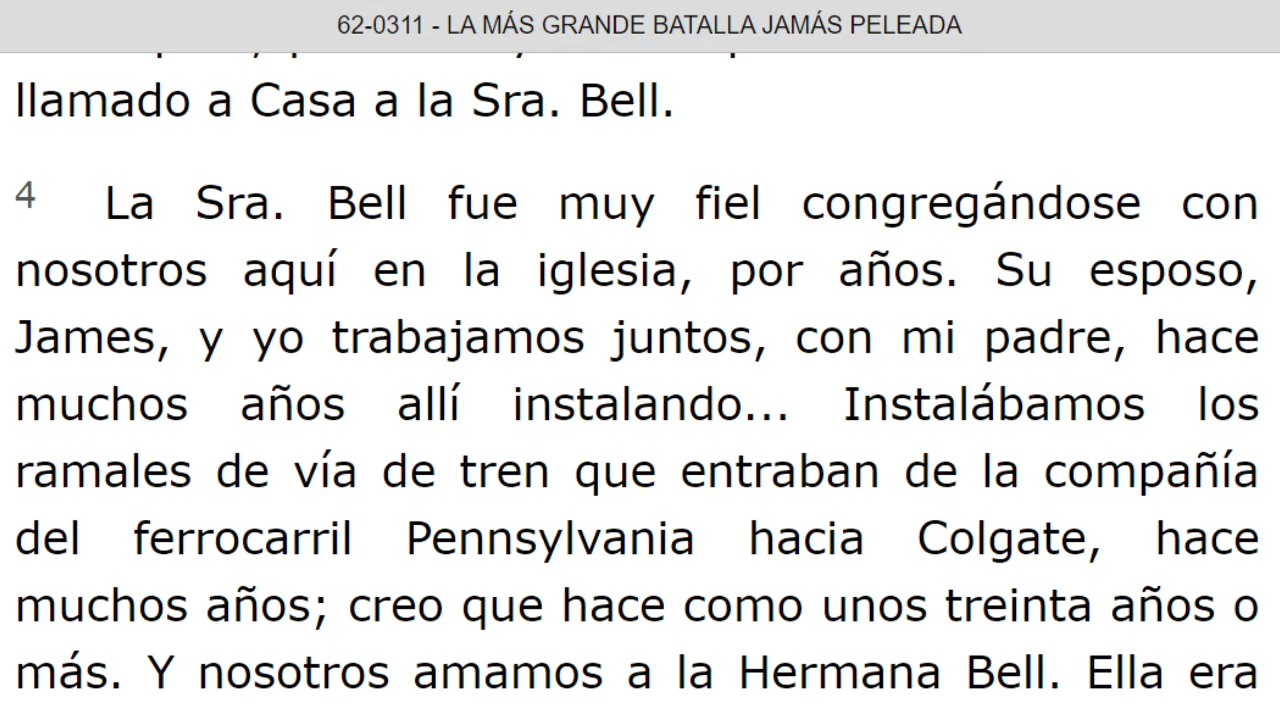 62-0311 - LA MÁS GRANDE BATALLA JAMÁS PELEADA
llamado a Casa a la Sra. Bell.
4 La Sra. Bell fue muy fiel congregándose con
nosotros aquí en la iglesia, por años. Su esposo,
James, y yo trabajamos juntos, con mi padre, hace
muchos años allí instalando... Instalábamos los
ramales de vía de tren que entraban de la compañía
del ferrocarril Pennsylvania hacia Colgate, hace
muchos años; creo que hace como unos treinta años o
más. Y nosotros amamos a la Hermana Bell. Ella era